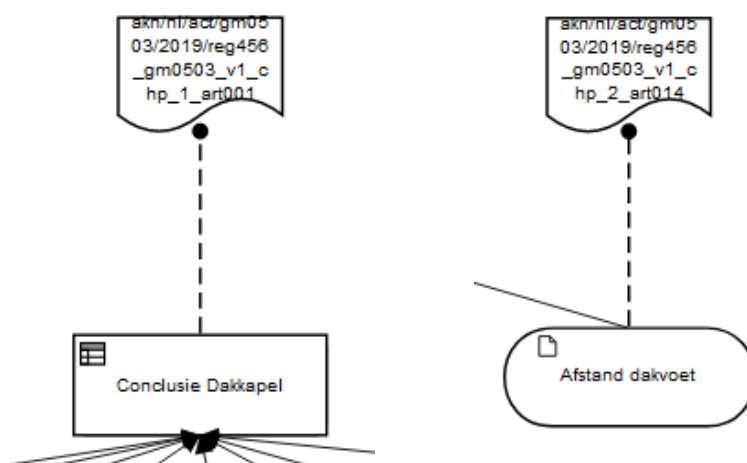 akn/nl/act/gm05
03/2019/reg456
_gm0503_v1_c
hp_1_art001
akn/nl/act/gm05
03/2019/reg456
_gm0503_v1_c
hp_2_art014
Conclusie Dakkapel
Afstand dakvoet